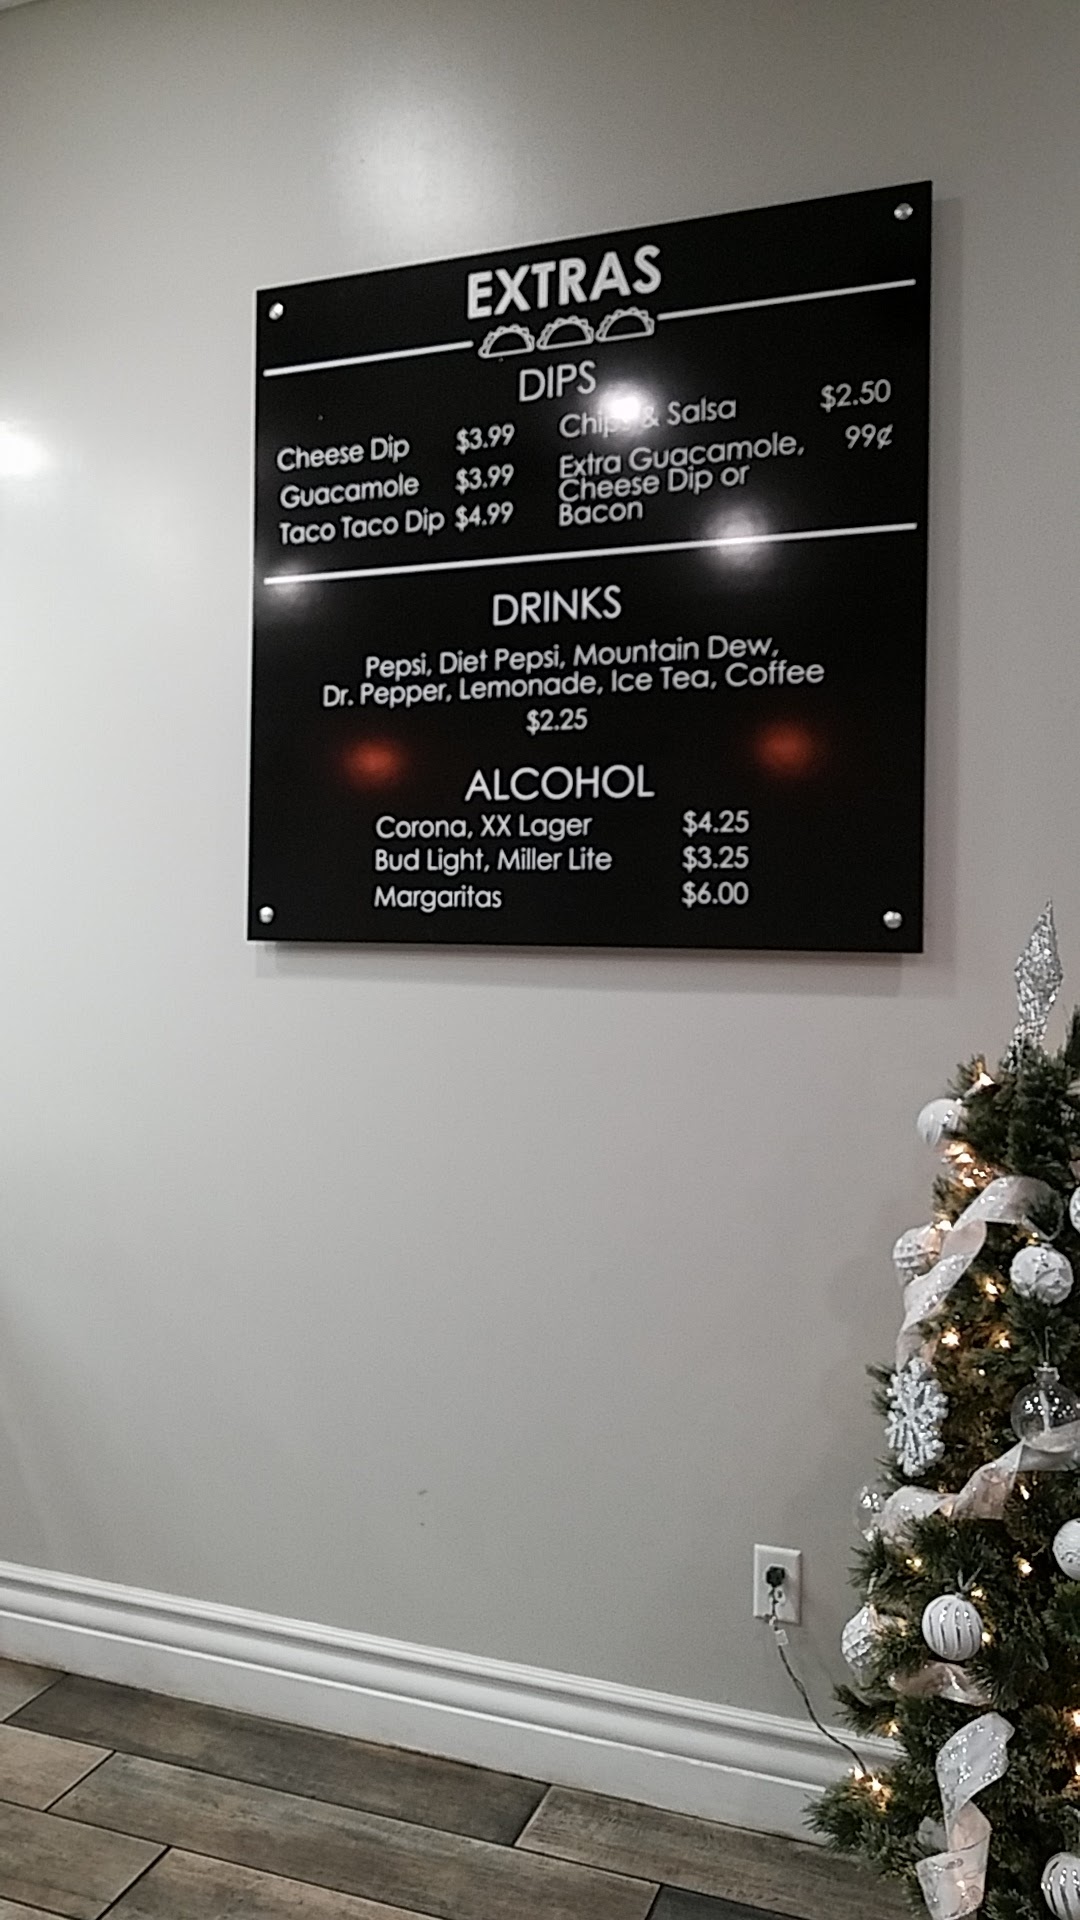 EXTRAS
DIPS
Cheese Dip $3.99
Guacamole $3.99
Taco Taco Dip $4.99
Chips & Salsa $2.50
Extra Guacamole, 99¢
Cheese Dip or
Bacon
DRINKS
Pepsi, Diet Pepsi, Mountain Dew,
Dr. Pepper, Lemonade, Ice Tea, Coffee
$2.25
ALCOHOL
Corona, XX Lager $4.25
Bud Light, Miller Lite $3.25
Margaritas $6.00